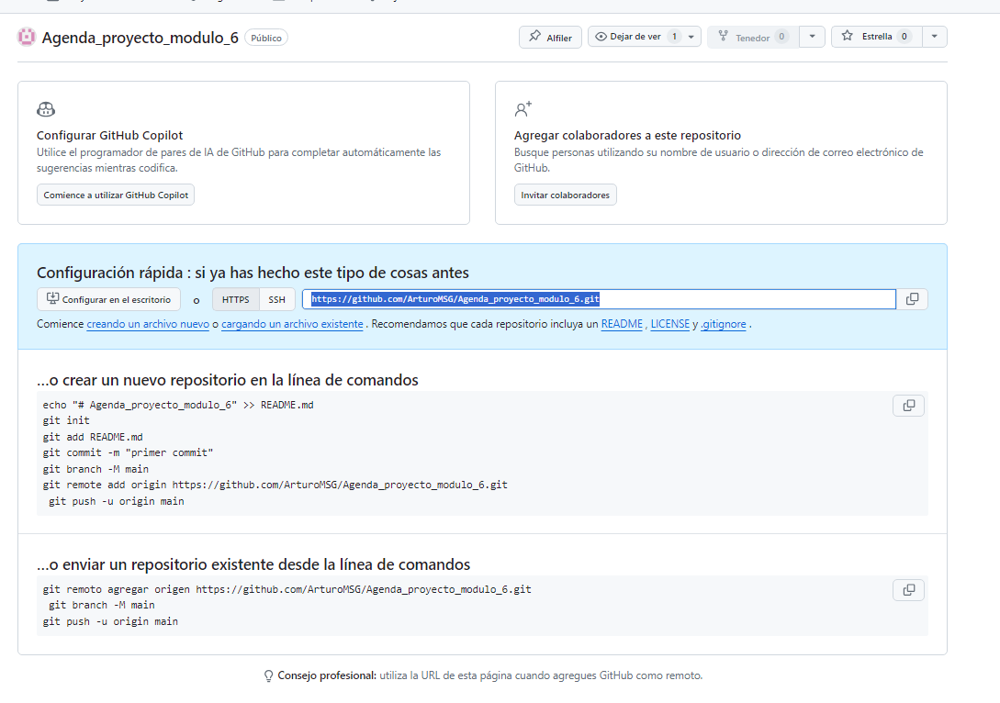 Agenda_proyecto_modulo_6 Público
Alfiler
Dejar de ver 1
Tenedor 0
Estrella 0
Configurar GitHub Copilot
Utilice el programador de pares de IA de GitHub para completar automáticamente las
sugerencias mientras codifica.
Comience a utilizar GitHub Copilot
Agregar colaboradores a este repositorio
Busque personas utilizando su nombre de usuario o dirección de correo electrónico de
GitHub.
Invitar colaboradores
Configuración rápida : si ya has hecho este tipo de cosas antes
Configurar en el escritorio o HTTPS SSH https://github.com/ArturoMSG/Agenda_proyecto_modulo_6.git
Comience creando un archivo nuevo o cargando un archivo existente . Recomendamos que cada repositorio incluya un README , LICENSE y .gitignore .
...o crear un nuevo repositorio en la línea de comandos
echo "# Agenda_proyecto_modulo_6" >> README.md
git init
git add README.md
git commit -m "primer commit"
git branch -M main
git remote add origin https://github.com/ArturoMSG/Agenda_proyecto_modulo_6.git
git push -u origin main
...o enviar un repositorio existente desde la línea de comandos
git remoto agregar origen https://github.com/ArturoMSG/Agenda_proyecto_modulo_6.git
git branch -M main
git push -u origin main
Consejo profesional: utiliza la URL de esta página cuando agregues GitHub como remoto.